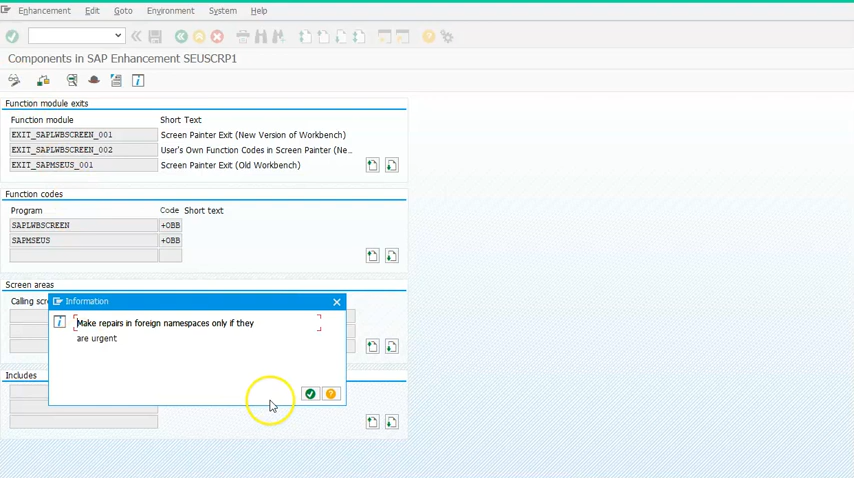 Enhancement Edit Goto Environment System Help
Components in SAP Enhancement SEUSCRP1
Function module exits
Function module Short Text
EXIT_SAPLWBSCREEN_001 Screen Painter Exit (New Version of Workbench)
EXIT_SAPLWBSCREEN_002 User's Own Function Codes in Screen Painter (Ne...
EXIT_SAPMSEUS_001 Screen Painter Exit (Old Workbench)
Function codes
Program Code Short text
SAPLWBSCREEN +OBB
SAPMSEUS +OBB
Screen areas
Calling scr
Information
Make repairs in foreign namespaces only if they
are urgent
Includes